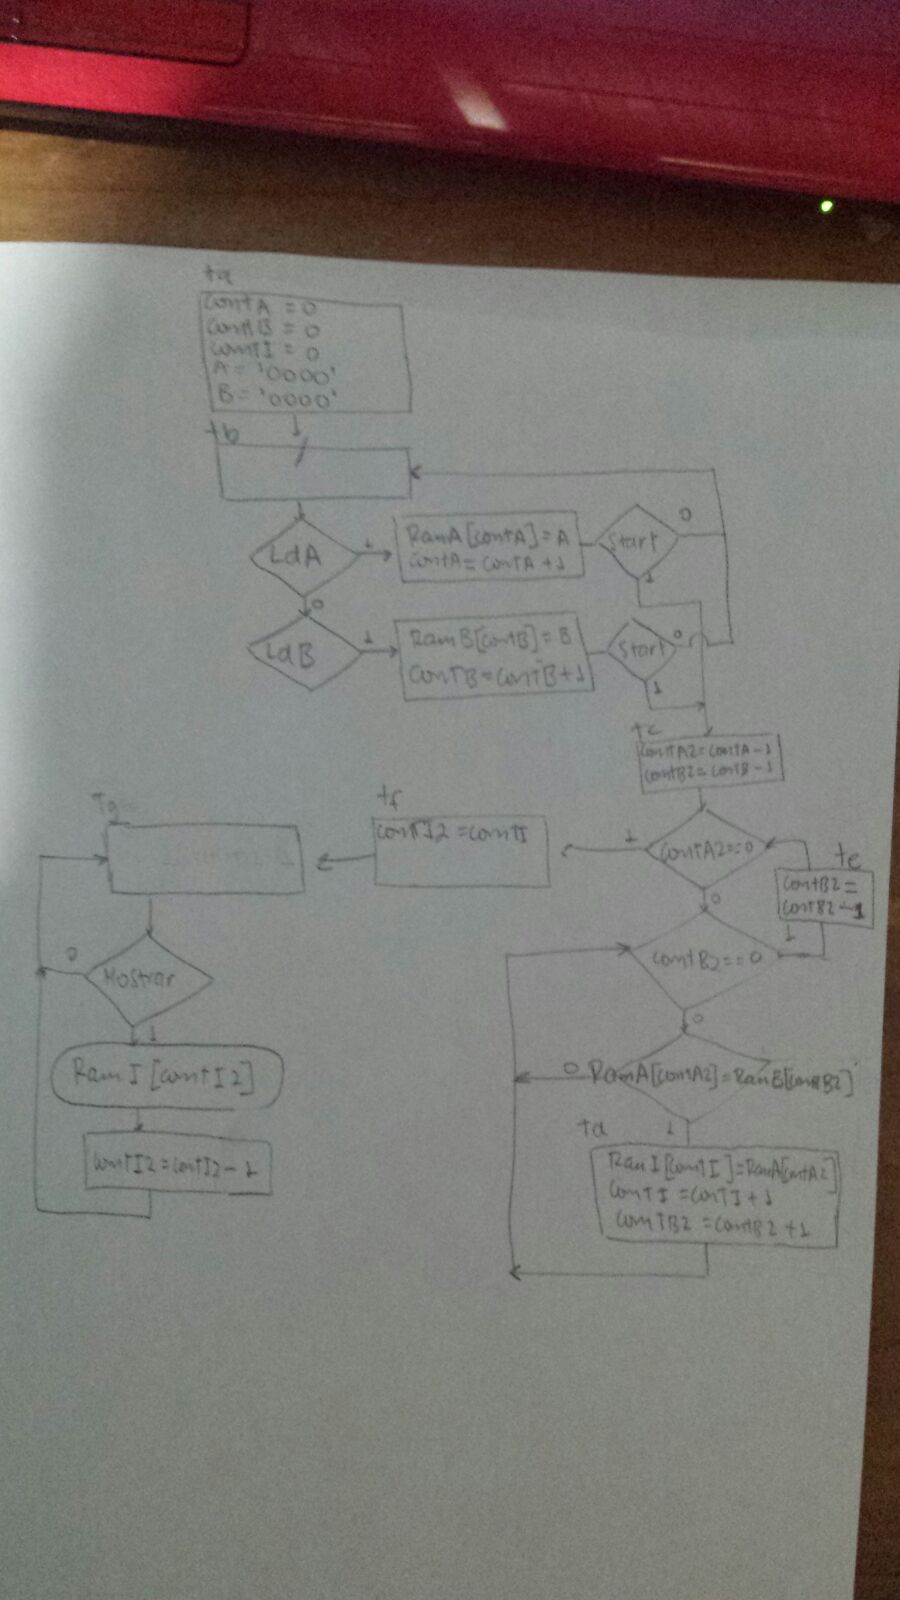 ta
ContA = 0
ContB = 0
ContI = 0
A = '0000'
B = '0000'
tb
LdA
1
RamA[contA]=A
contA=contA+1
Start
0
1
0
LdB
1
RamB[contB]=B
contB=contB+1
Start
0
1
tc
contA2=contA-1
contB2=contB-1
contA2==0
1
0
te
contB2=
contB2-1
contB2==0
1
0
RamA[contA2]=RamB[contB2]
0
1
td
RamI[contI]=RamA[contA2]
contI=contI+1
contB2=contB2+1
tf
contI2=contI
Tg
Mostrar
0
1
RamI[contI2]
contI2=contI2-1